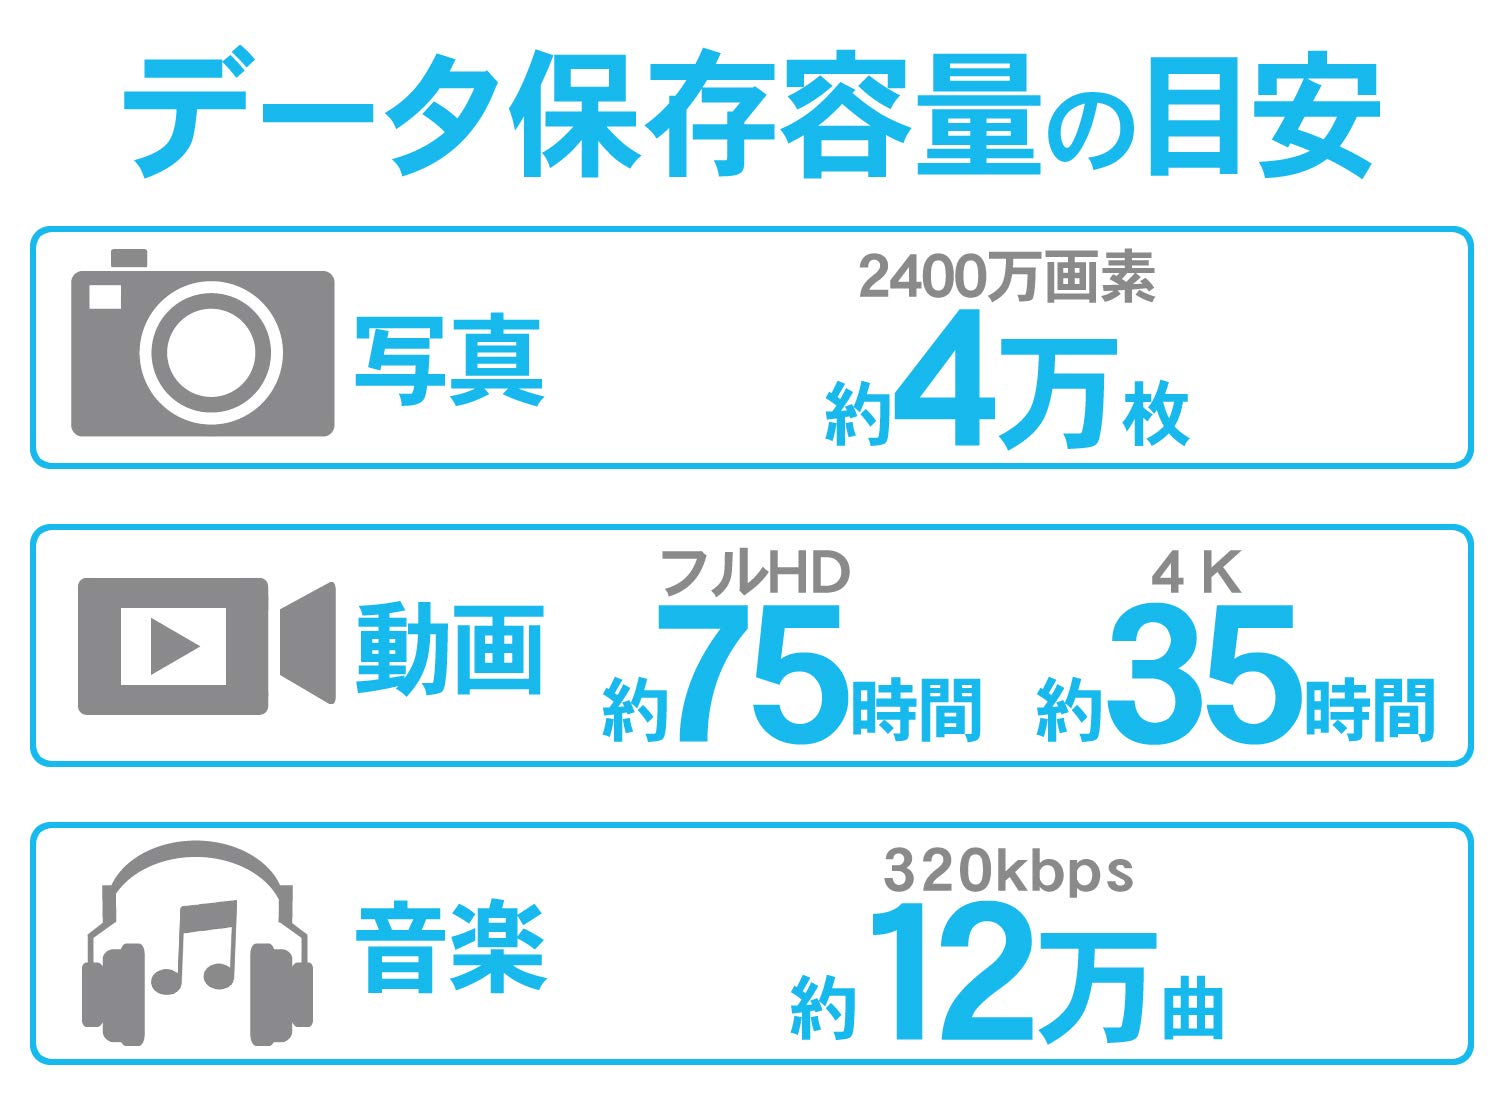 データ保存容量の目安
写真
2400万画素
約4万枚
動画
フルHD
約75時間
4K
約35時間
音楽
320kbps
約12万曲